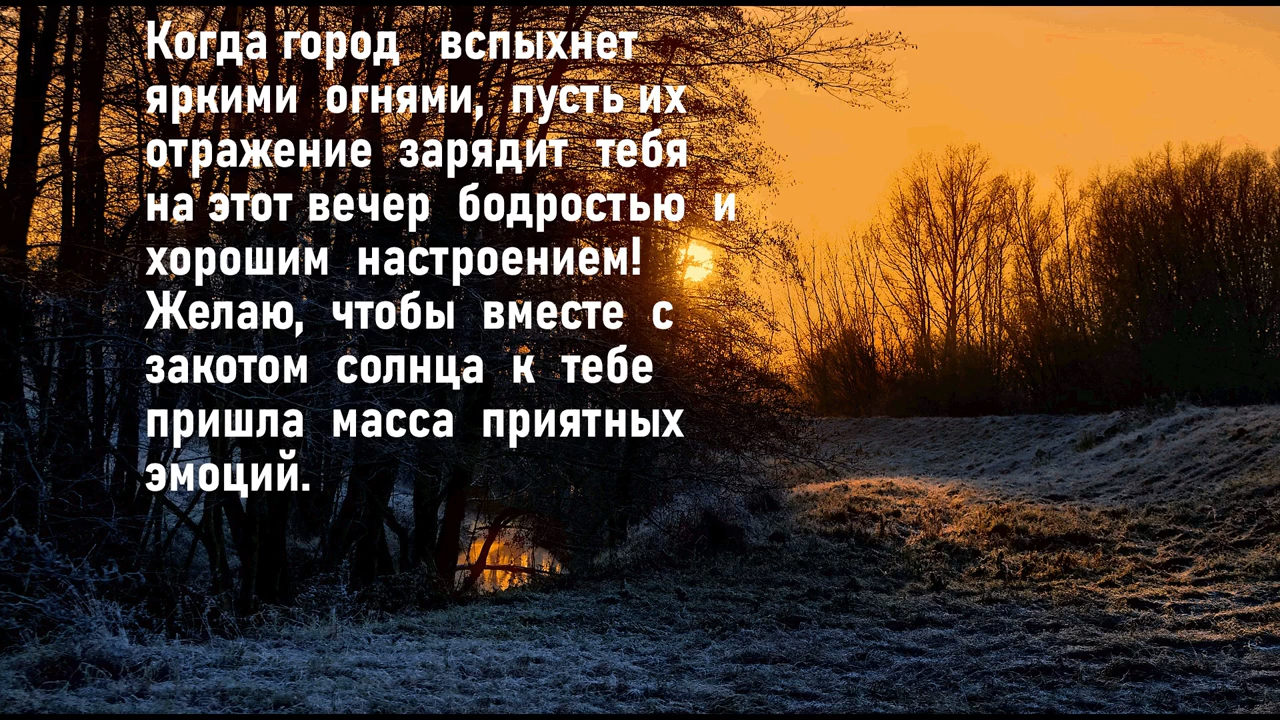 Когда город вспыхнет
яркими огнями, пусть их
отражение зарядит тебя
на этот вечер бодростью и
хорошим настроением!
Желаю, чтобы вместе с
закотом солнца к тебе
пришла масса приятных
эмоций.